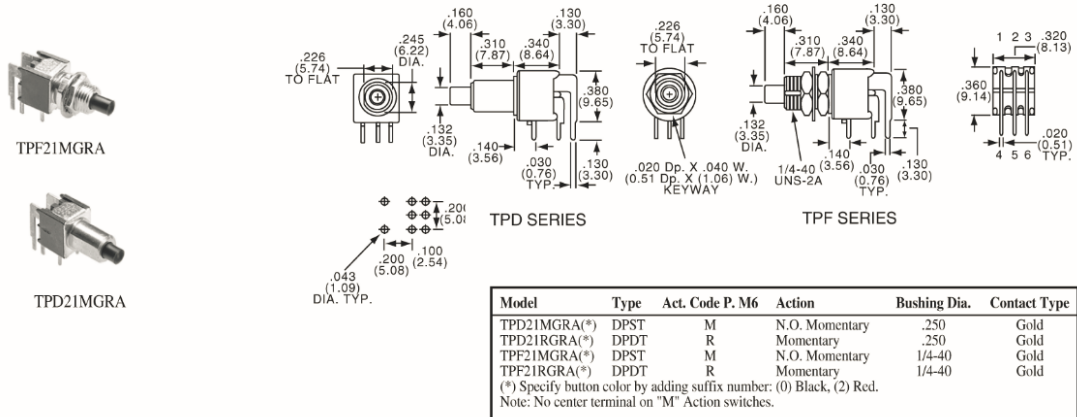 TPF21MGRA
TPD21MGRA
.226
(5.74)
TO FLAT
.245
(6.22)
DIA.
.160
(4.06)
.310
(7.87)
.340
(8.64)
.130
(3.30)
.380
(9.65)
.132
(3.35)
DIA.
.140
(3.56)
.030
(0.76)
TYP.
.130
(3.30)
TPD SERIES
.200
(5.08
.200
(5.08)
.100
(2.54)
.043
(1.09)
DIA. TYP.
.226
(5.74)
TO FLAT
.020 Dp. X .040 W.
(0.51 Dp. X (1.06) W.)
KEYWAY
.160
(4.06)
.310
(7.87)
.340
(8.64)
.130
(3.30)
.380
(9.65)
.132
(3.35)
DIA.
.140
(3.56)
1/4-40
UNS-2A
.030
(0.76)
TYP.
.130
(3.30)
TPF SERIES
1 2 3
.320
(8.13)
.360
(9.14)
.020
(0.51)
TYP.
4 5 6
Model Type Act. Code P. M6 Action Bushing Dia. Contact Type
TPD21MGRA(*) DPST M N.O. Momentary .250 Gold
TPD21RGRA(*) DPDT R Momentary .250 Gold
TPF21MGRA(*) DPST M N.O. Momentary 1/4-40 Gold
TPF21RGRA(*) DPDT R Momentary 1/4-40 Gold
(*) Specify button color by adding suffix number: (0) Black, (2) Red.
Note: No center terminal on "M" Action switches.